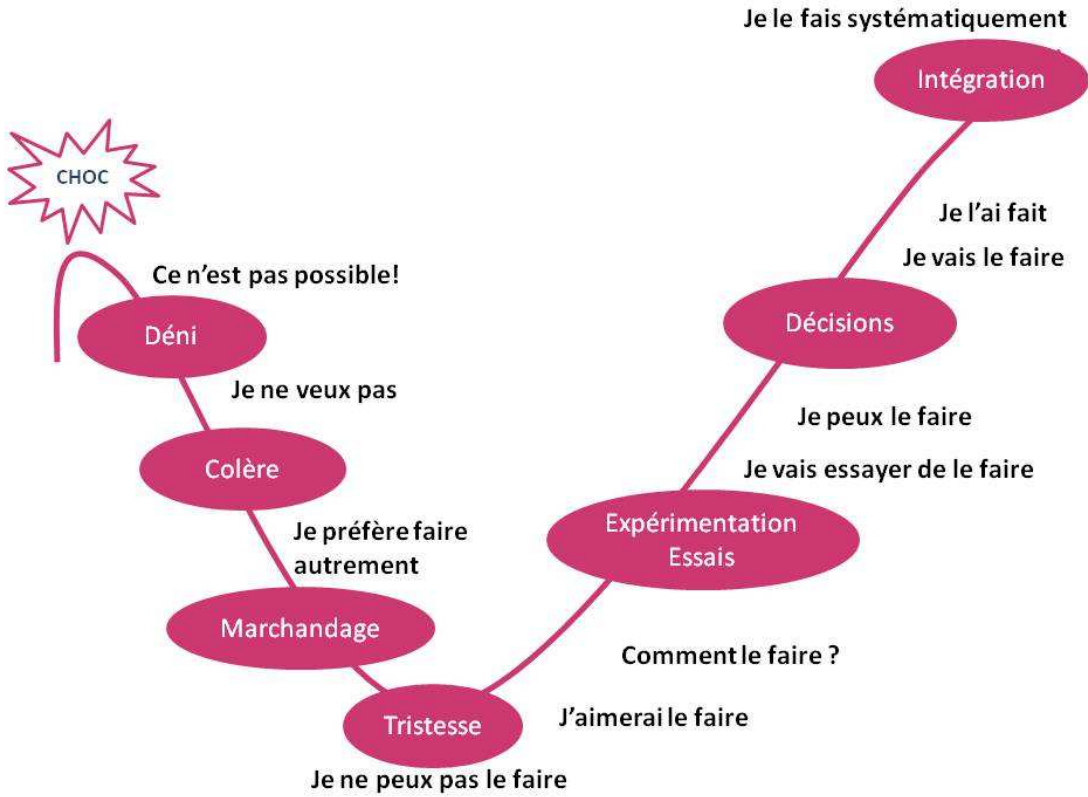 Je le fais systématiquement
Intégration
CHOC
Je l'ai fait
Je vais le faire
Ce n'est pas possible!
Déni
Décisions
Je ne veux pas
Je peux le faire
Colère
Je vais essayer de le faire
Je préfère faire
autrement
Expérimentation
Essais
Marchandage
Comment le faire ?
Tristesse
J'aimerai le faire
Je ne peux pas le faire